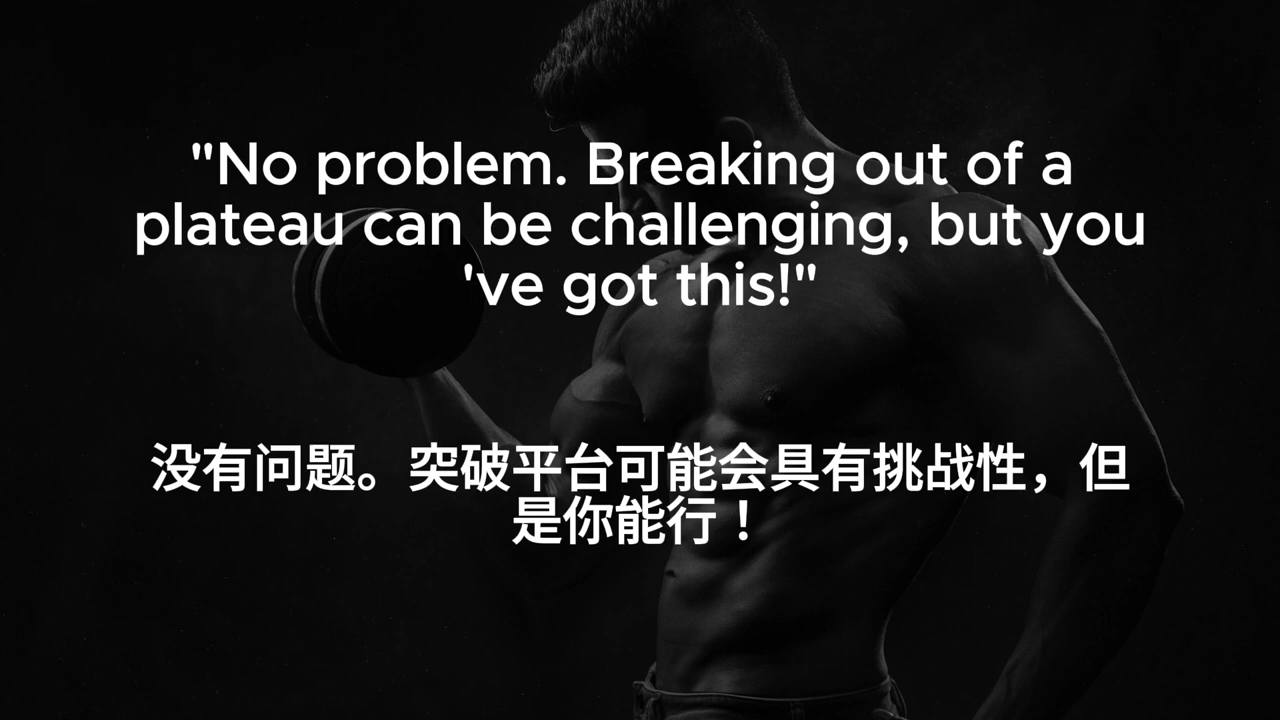 "No problem. Breaking out of a
plateau can be challenging, but you
've got this!"
没有问题。突破平台可能会具有挑战性，但
是你能行！